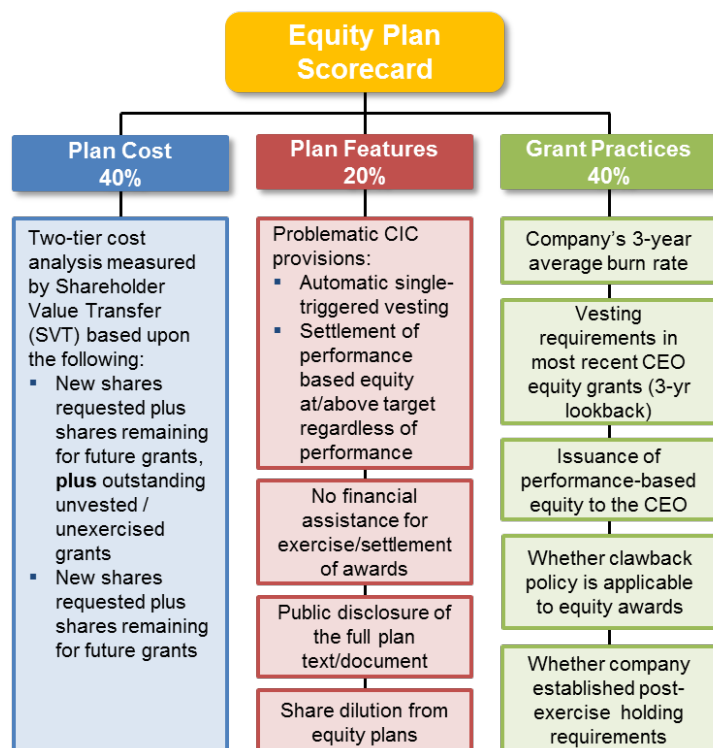 Equity Plan
Scorecard
Plan Cost
40%
Two-tier cost
analysis measured
by Shareholder
Value Transfer
(SVT) based upon
the following:
▪ New shares
requested plus
shares remaining
for future grants,
plus outstanding
unvested /
unexercised
grants
▪ New shares
requested plus
shares remaining
for future grants
Plan Features
20%
Problematic CIC
provisions:
▪ Automatic single-
triggered vesting
▪ Settlement of
performance
based equity
at/above target
regardless of
performance
No financial
assistance for
exercise/settlement
of awards
Public disclosure of
the full plan
text/document
Share dilution from
equity plans
Grant Practices
40%
Company's 3-year
average burn rate
Vesting
requirements in
most recent CEO
equity grants (3-yr
lookback)
Issuance of
performance-based
equity to the CEO
Whether clawback
policy is applicable
to equity awards
Whether company
established post-
exercise holding
requirements